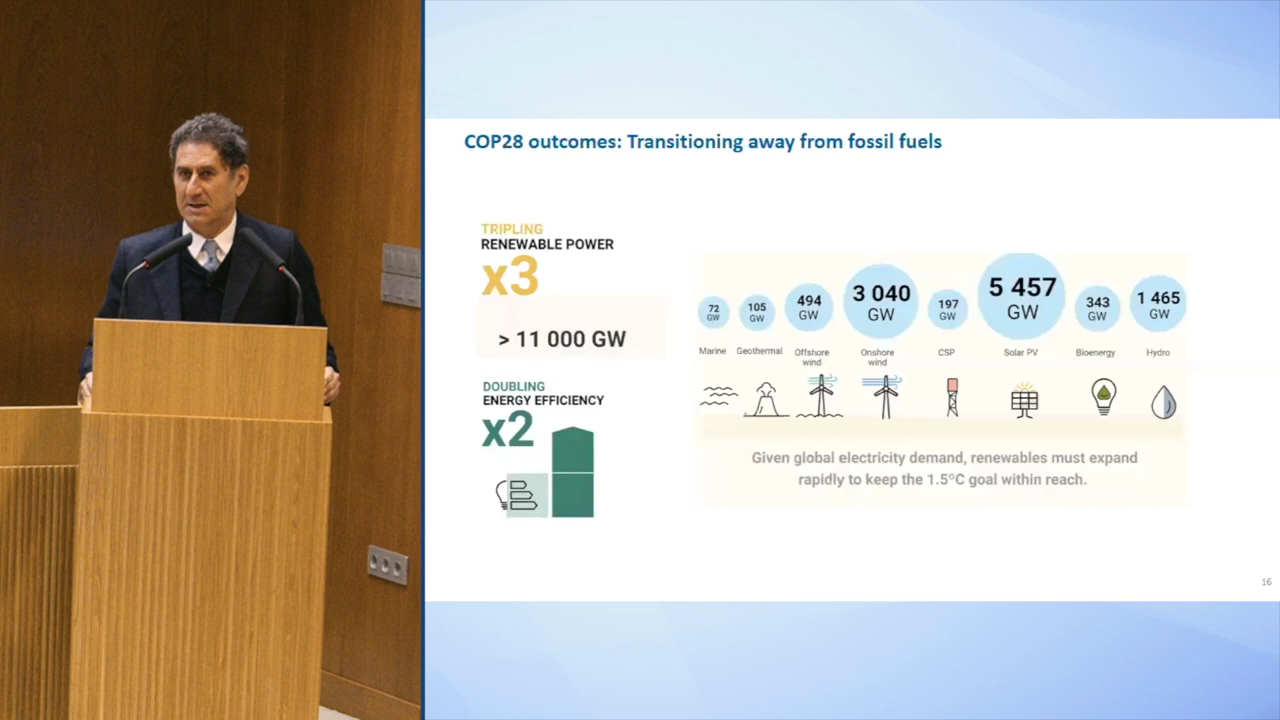 COP28 outcomes: Transitioning away from fossil fuels
TRIPLING
RENEWABLE POWER
x3
> 11 000 GW
DOUBLING
ENERGY EFFICIENCY
x2
72
GW
105
GW
494
GW
3 040
GW
197
GW
5 457
GW
343
GW
1 465
GW
Marine
Geothermal
Offshore
wind
Onshore
wind
CSP
Solar PV
Bioenergy
Hydro
Given global electricity demand, renewables must expand
rapidly to keep the 1.5ºC goal within reach.
16